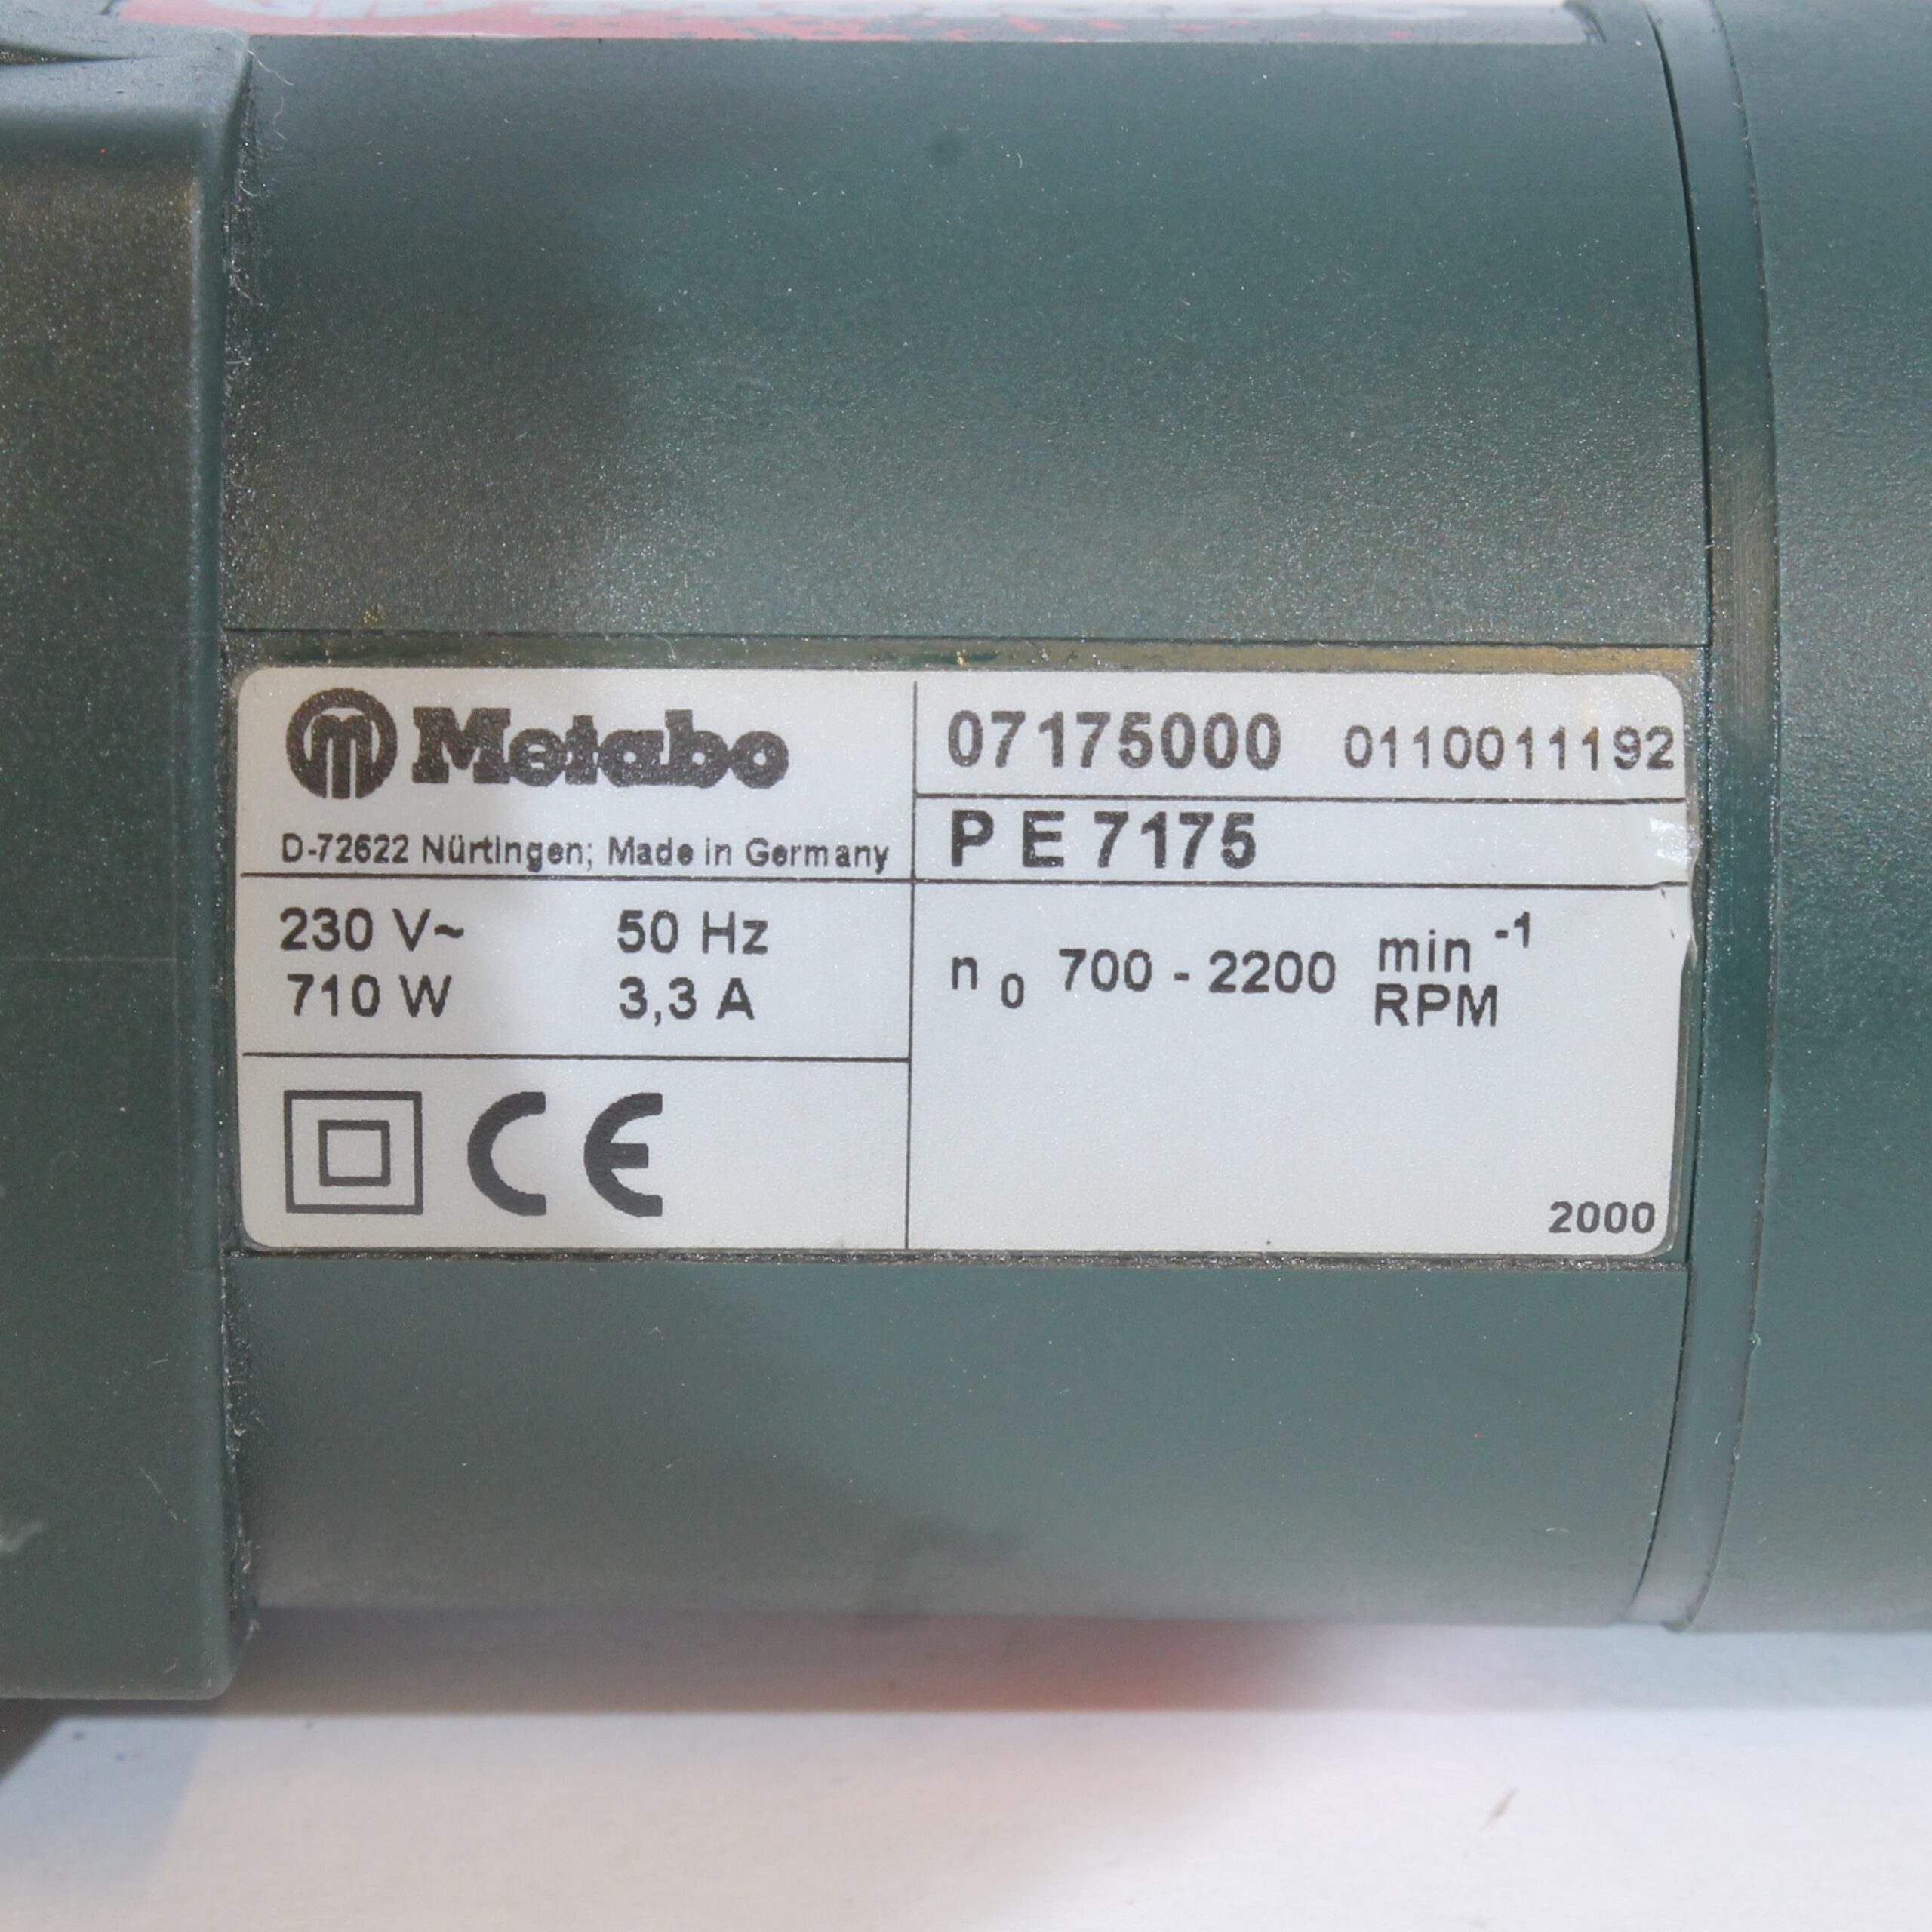 Metabo
D-72622 Nürtingen; Made in Germany
230 V~ 50 Hz
710 W 3,3 A
CE
07175000 0110011192
P E 7175
n 0 700 - 2200 min -1
RPM
2000